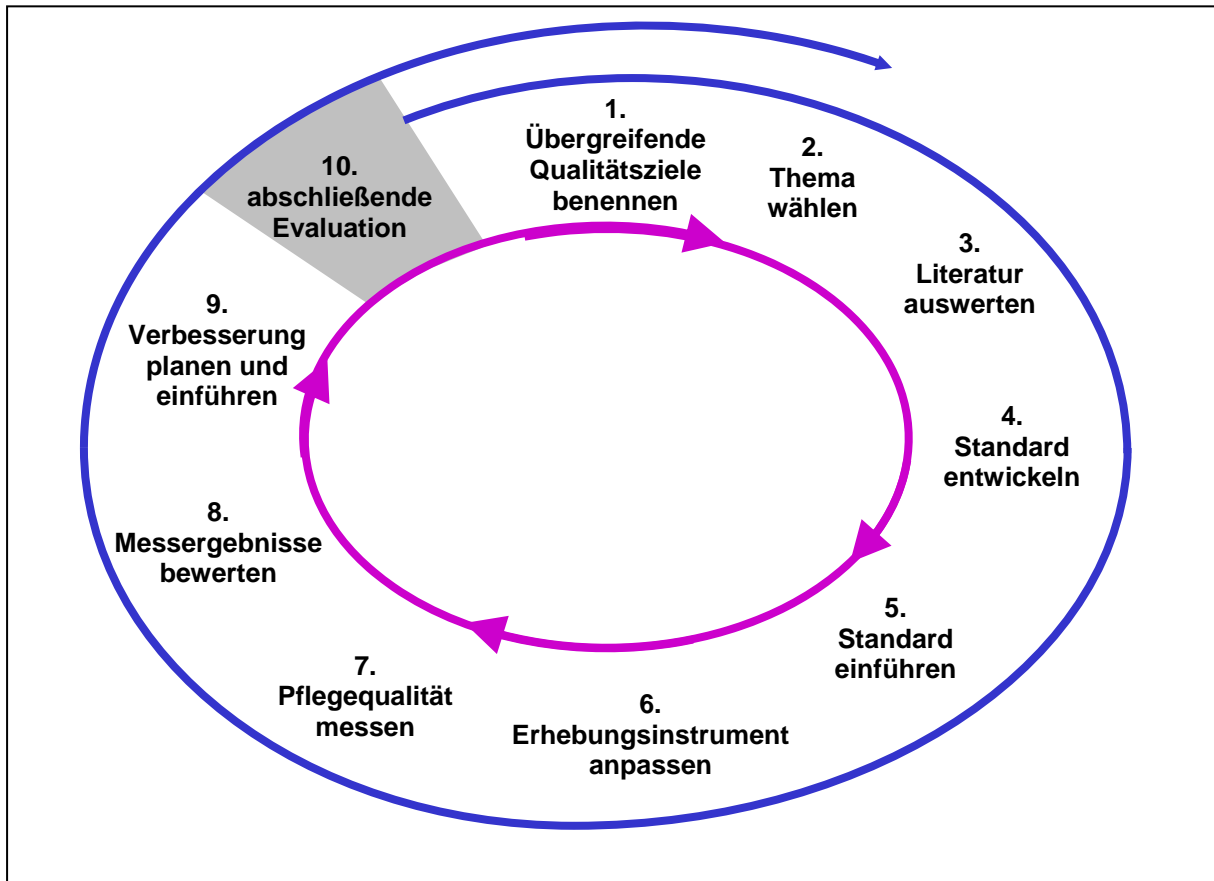 1.
Übergreifende
Qualitätsziele
benennen
2.
Thema
wählen
3.
Literatur
auswerten
4.
Standard
entwickeln
5.
Standard
einführen
6.
Erhebungsinstrument
anpassen
7.
Pflegequalität
messen
8.
Messergebnisse
bewerten
9.
Verbesserung
planen und
einführen
10.
abschließende
Evaluation